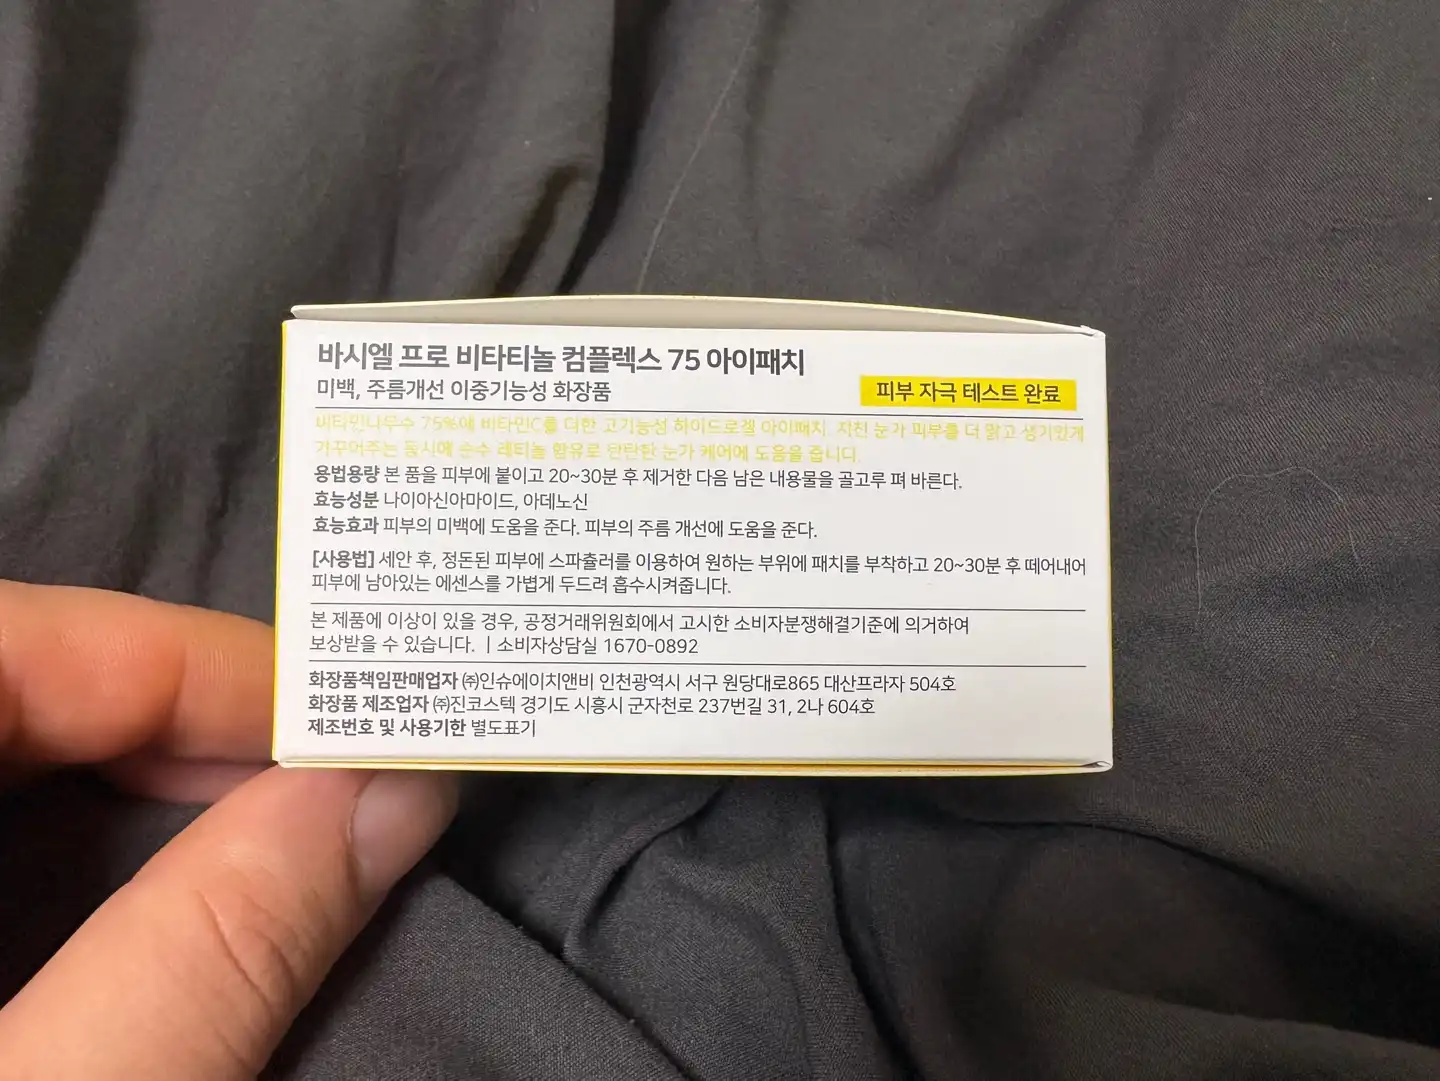 바시엘 프로 비타티놀 컴플렉스 75 아이패치
미백, 주름개선 이중기능성 화장품
피부 자극 테스트 완료
비타민나무수 75%에 비타민C를 더한 고기능성 하이드로겔 아이패치. 지친 눈가 피부를 더 맑고 생기있게
가꾸어주는 동시에 순수 레티놀 함유로 탄탄한 눈가 케어에 도움을 줍니다.
용법용량 본 품을 피부에 붙이고 20~30분 후 제거한 다음 남은 내용물을 골고루 펴 바른다.
효능성분 나이아신아마이드, 아데노신
효능효과 피부의 미백에 도움을 준다. 피부의 주름 개선에 도움을 준다.
[사용법] 세안 후, 정돈된 피부에 스파츌러를 이용하여 원하는 부위에 패치를 부착하고 20~30분 후 떼어내어
피부에 남아있는 에센스를 가볍게 두드려 흡수시켜줍니다.
본 제품에 이상이 있을 경우, 공정거래위원회에서 고시한 소비자분쟁해결기준에 의거하여
보상받을 수 있습니다. | 소비자상담실 1670-0892
화장품책임판매업자 ㈜인슈에이치앤비 인천광역시 서구 원당대로865 대산프라자 504호
화장품 제조업자 ㈜진코스텍 경기도 시흥시 군자천로 237번길 31, 2나 604호
제조번호 및 사용기한 별도표기